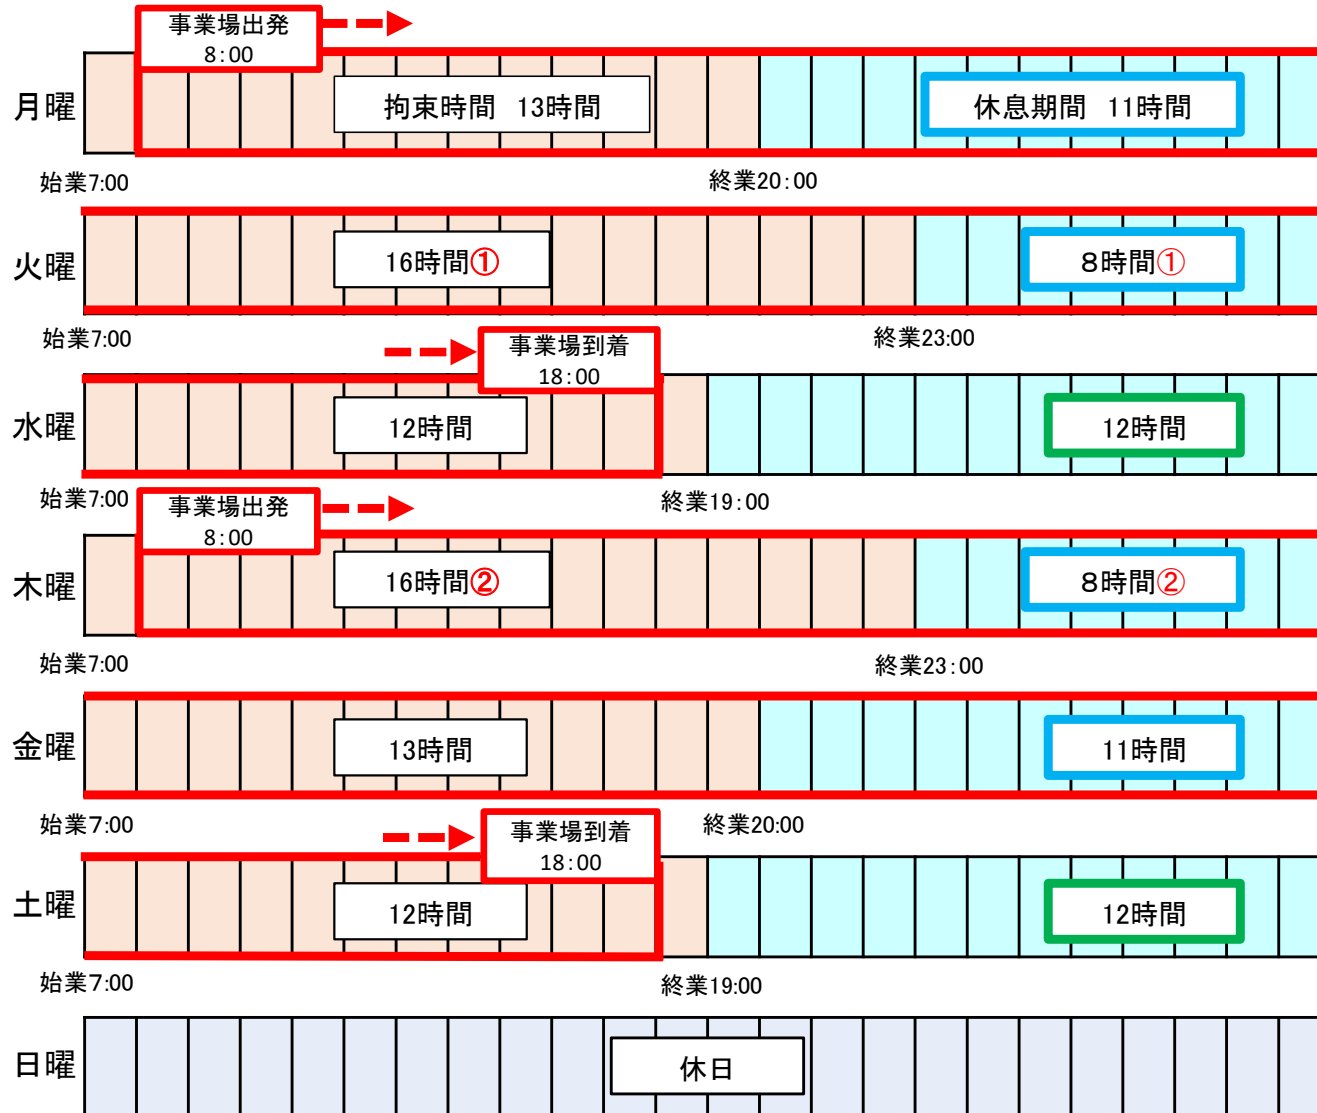 事業場出発
8:00
月曜
拘束時間 13時間
休息期間 11時間
始業7:00
終業20:00
火曜
16時間①
8時間①
始業7:00
終業23:00
事業場到着
18:00
水曜
12時間
12時間
始業7:00
終業19:00
事業場出発
8:00
木曜
16時間②
8時間②
始業7:00
終業23:00
金曜
13時間
11時間
始業7:00
終業20:00
事業場到着
18:00
土曜
12時間
12時間
始業7:00
終業19:00
日曜
休日